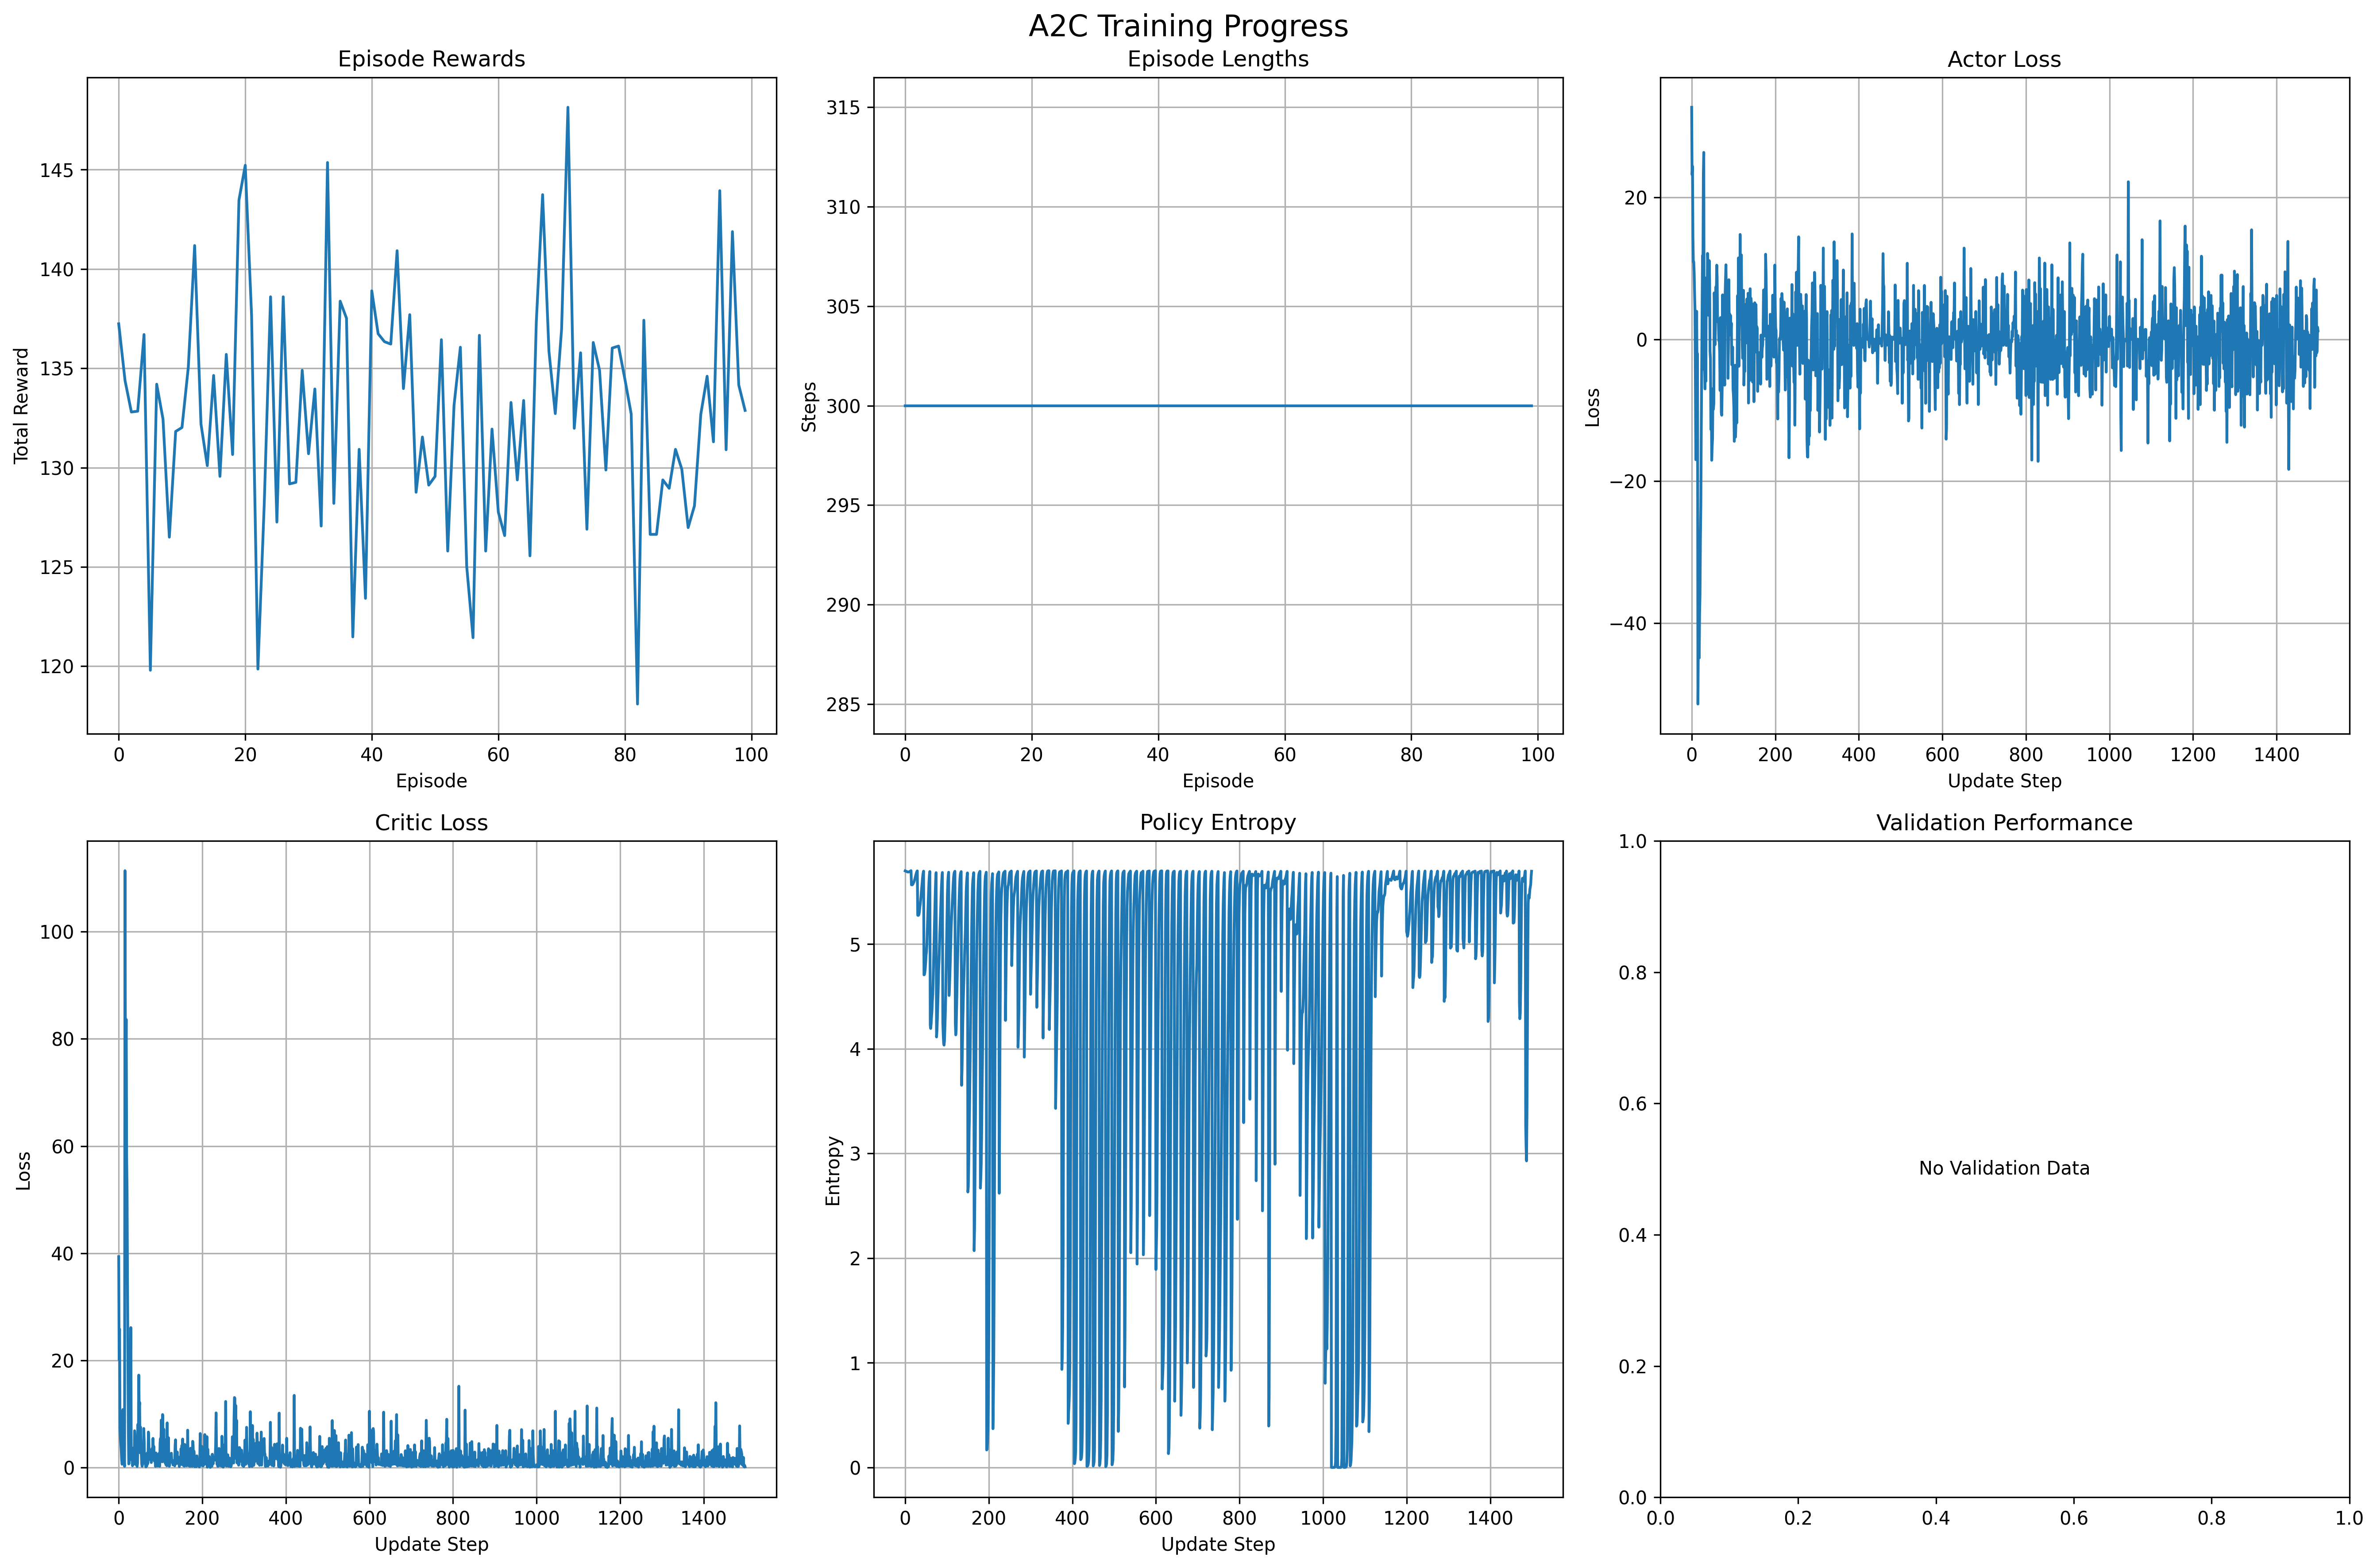 A2C Training Progress
Episode Rewards
Total Reward
145
140
135
130
125
120
0 20 40 60 80 100
Episode
Episode Lengths
Steps
315
310
305
300
295
290
285
0 20 40 60 80 100
Episode
Actor Loss
Loss
20
0
−20
−40
0 200 400 600 800 1000 1200 1400
Update Step
Critic Loss
Loss
100
80
60
40
20
0
0 200 400 600 800 1000 1200 1400
Update Step
Policy Entropy
Entropy
5
4
3
2
1
0
0 200 400 600 800 1000 1200 1400
Update Step
Validation Performance
1.0
0.8
0.6
0.4
0.2
0.0
No Validation Data
0.0 0.2 0.4 0.6 0.8 1.0